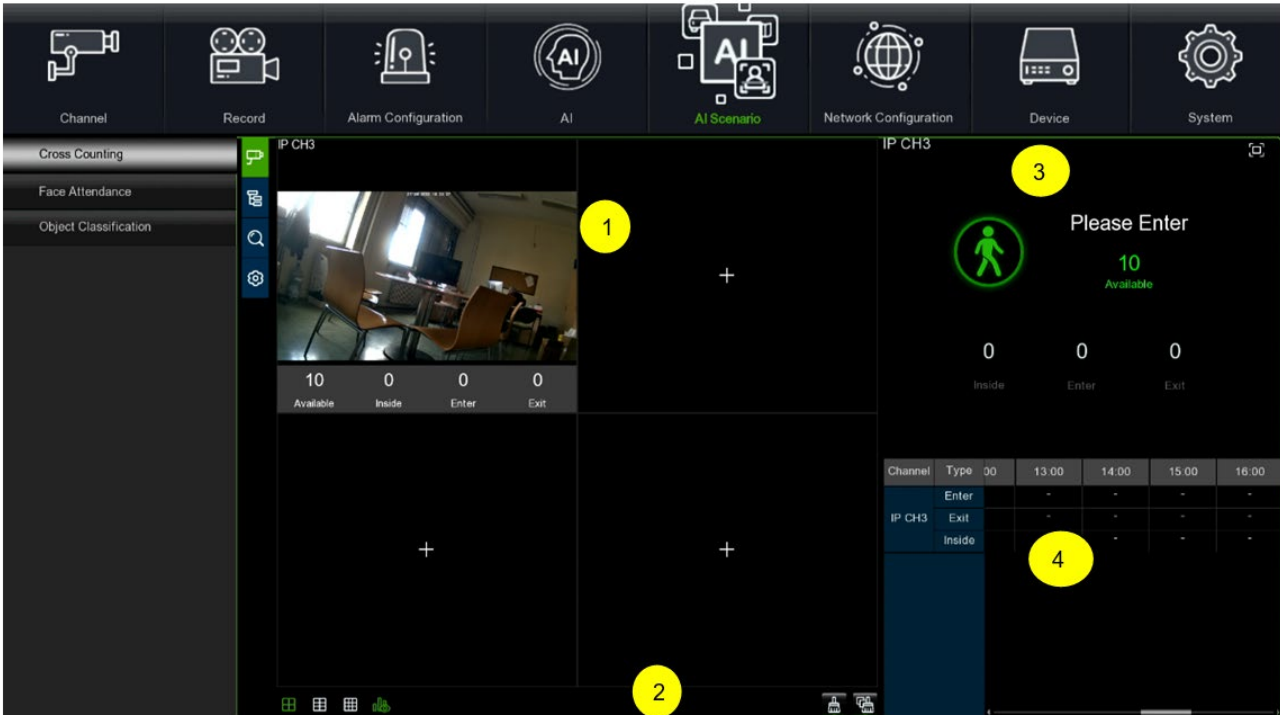 AI
AI
Channel
Record
Alarm Configuration
AI
AI Scenario
Network Configuration
Device
System
Cross Counting
Face Attendance
Object Classification
IP CH3
1
10 0 0 0
Available Inside Enter Exit
2
IP CH3
3
Please Enter
10
Available
0 0 0
Inside Enter Exit
Channel Type 00 13:00 14:00 15:00 16:00
Enter - - - -
IP CH3 Exit - - - -
Inside - - -
4